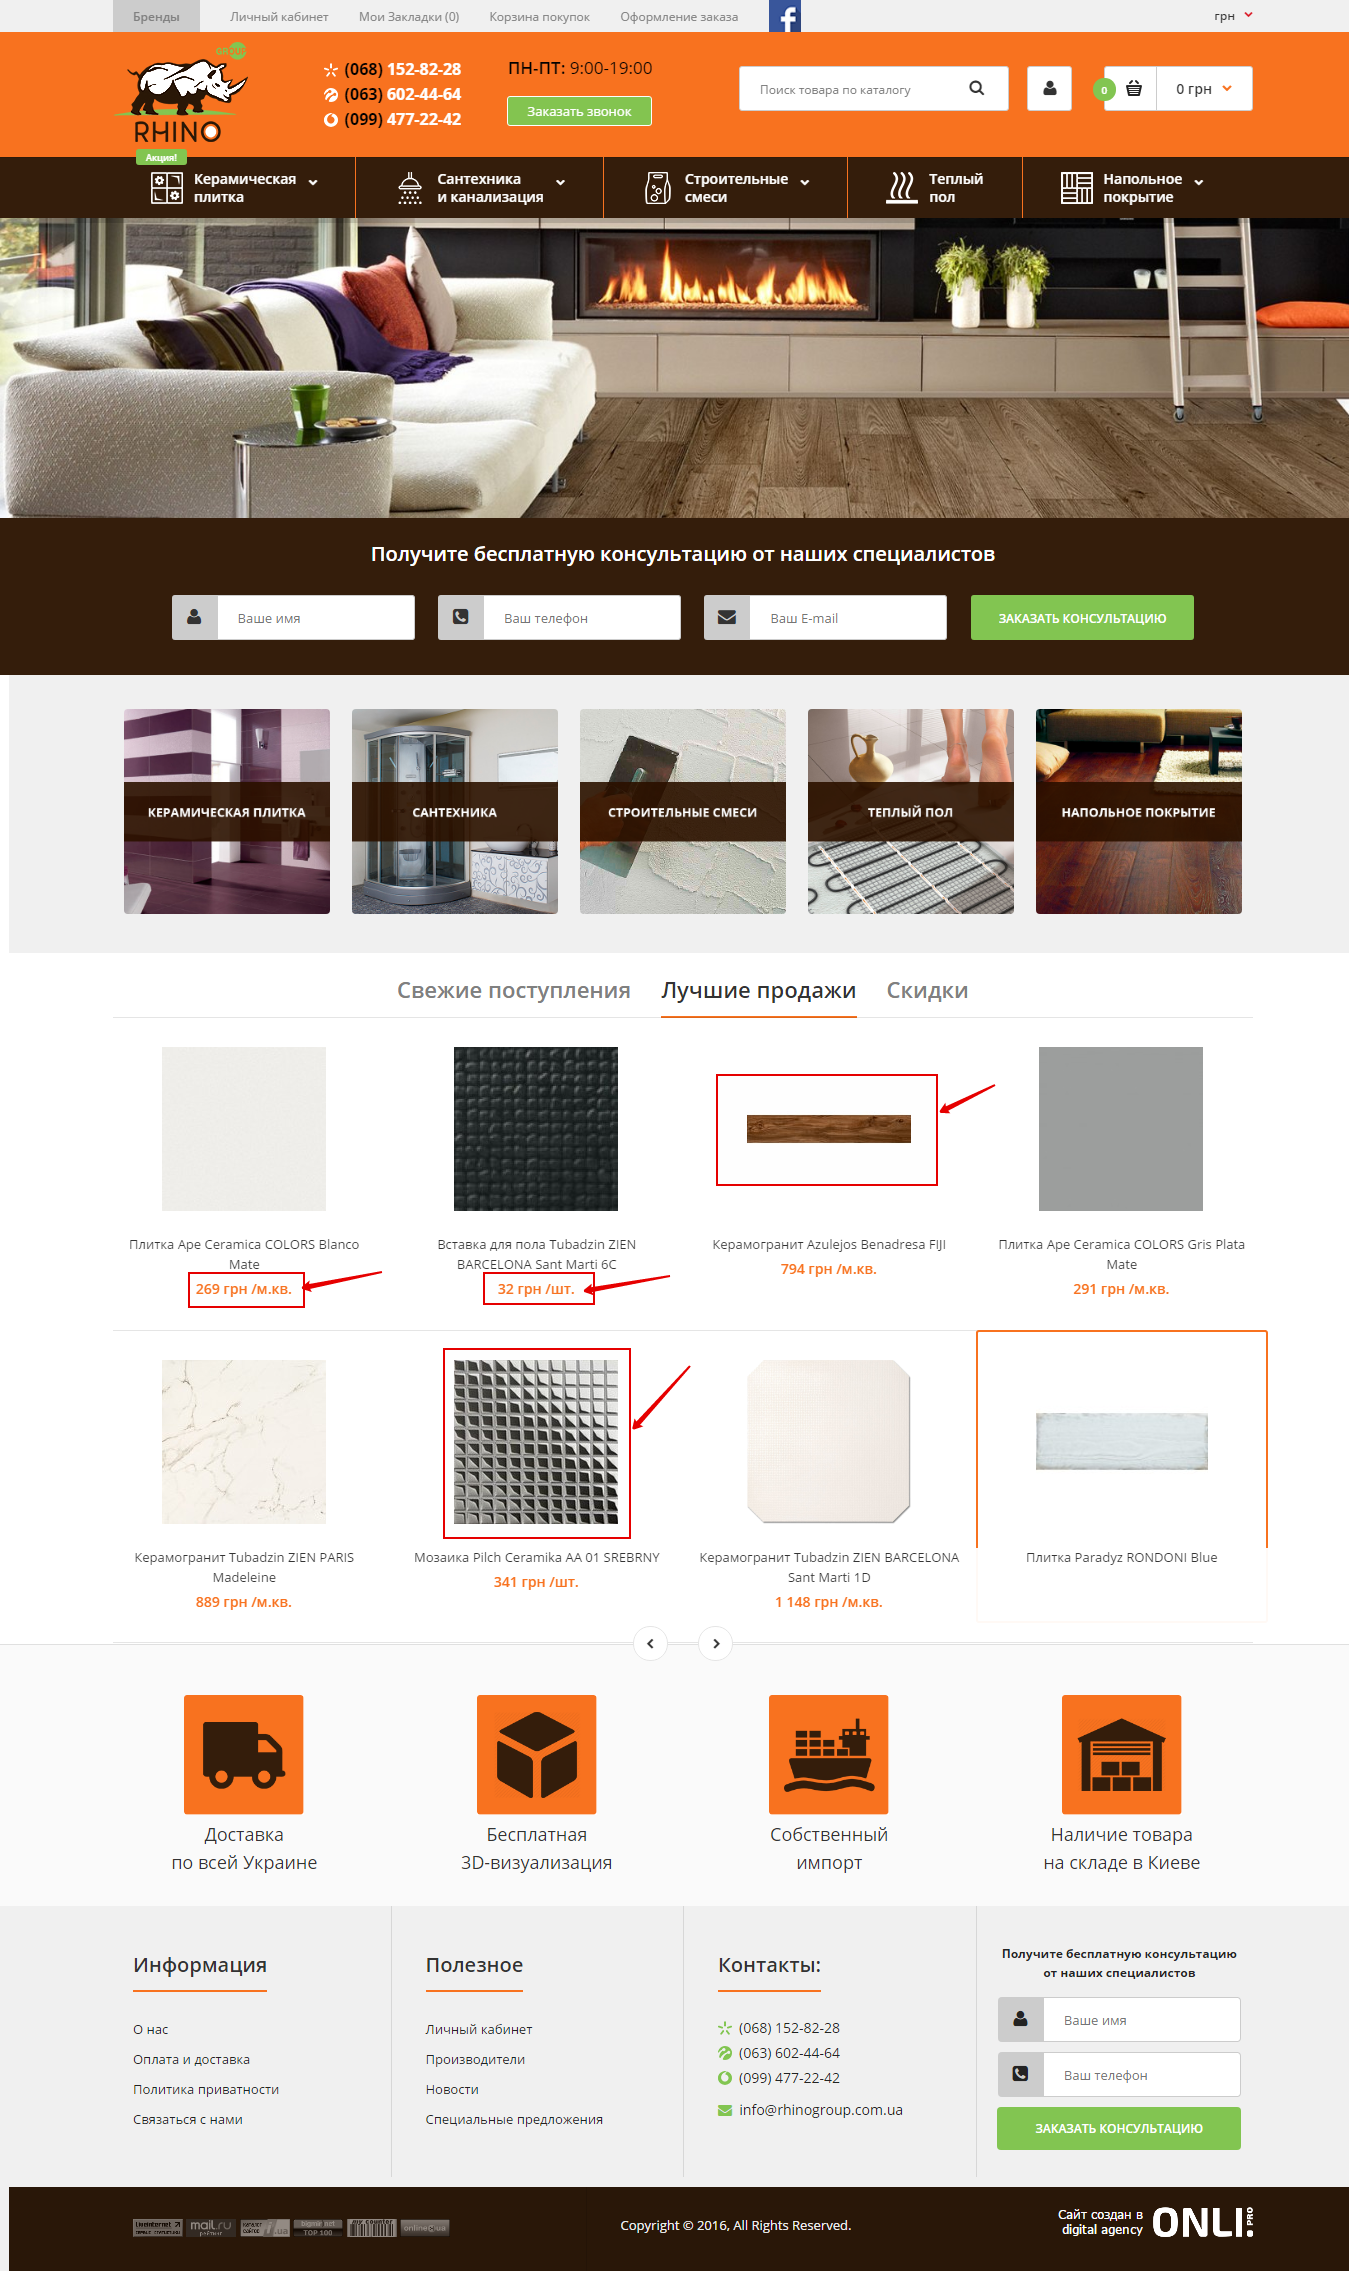 Бренды
Личный кабинет
Мои Закладки (0)
Корзина покупок
Оформление заказа
грн
GROUP
RHINO
(068) 152-82-28
(063) 602-44-64
(099) 477-22-42
ПН-ПТ: 9:00-19:00
Заказать звонок
Поиск товара по каталогу
0
0 грн
Акция!
Керамическая
плитка
Сантехника
и канализация
Строительные
смеси
Теплый
пол
Напольное
покрытие
Получите бесплатную консультацию от наших специалистов
Ваше имя
Ваш телефон
Ваш E-mail
ЗАКАЗАТЬ КОНСУЛЬТАЦИЮ
КЕРАМИЧЕСКАЯ ПЛИТКА
САНТЕХНИКА
СТРОИТЕЛЬНЫЕ СМЕСИ
ТЕПЛЫЙ ПОЛ
НАПОЛЬНОЕ ПОКРЫТИЕ
Свежие поступления
Лучшие продажи
Скидки
Плитка Ape Ceramica COLORS Blanco
Mate
269 грн /м.кв.
Вставка для пола Tubadzin ZIEN
BARCELONA Sant Marti 6C
32 грн /шт.
Керамогранит Azulejos Benadresa FIJI
794 грн /м.кв.
Плитка Ape Ceramica COLORS Gris Plata
Mate
291 грн /м.кв.
Керамогранит Tubadzin ZIEN PARIS
Madeleine
889 грн /м.кв.
Мозаика Pilch Ceramika AA 01 SREBRNY
341 грн /шт.
Керамогранит Tubadzin ZIEN BARCELONA
Sant Marti 1D
1 148 грн /м.кв.
Плитка Paradyz RONDONI Blue
Доставка
по всей Украине
Бесплатная
3D-визуализация
Собственный
импорт
Наличие товара
на складе в Киеве
Информация
О нас
Оплата и доставка
Политика приватности
Связаться с нами
Полезное
Личный кабинет
Производители
Новости
Специальные предложения
Контакты:
(068) 152-82-28
(063) 602-44-64
(099) 477-22-42
info@rhinogroup.com.ua
Получите бесплатную консультацию
от наших специалистов
Ваше имя
Ваш телефон
ЗАКАЗАТЬ КОНСУЛЬТАЦИЮ
mail.ru
рейтинг
TOP 100
my counter
online.ua
Copyright © 2016, All Rights Reserved.
Сайт создан в
digital agency
ONLI.PRO